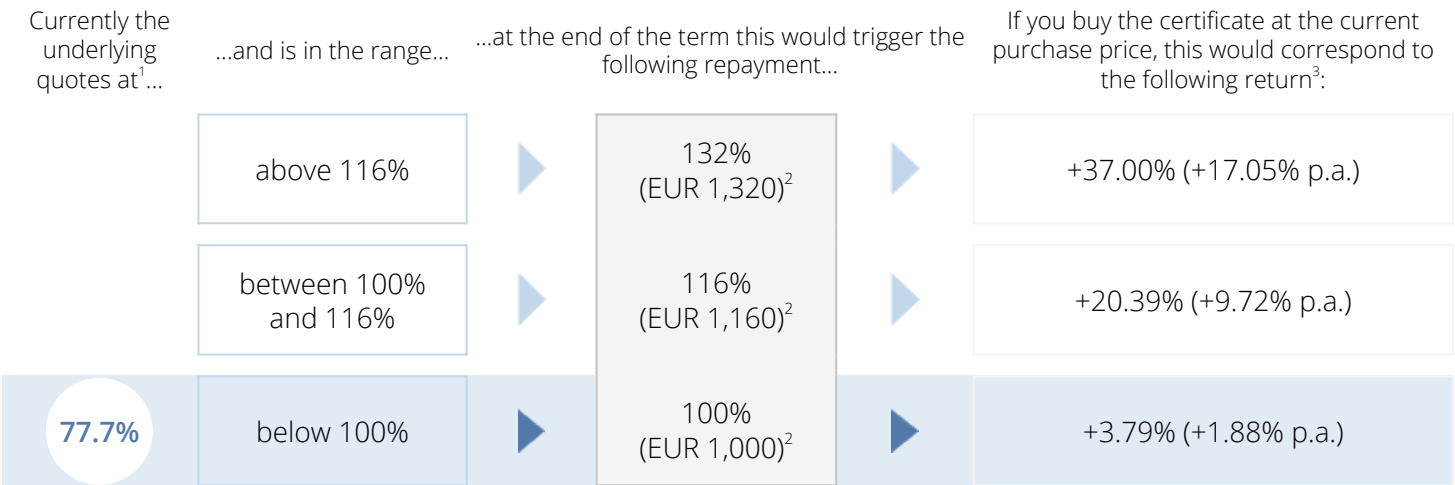 Currently the
underlying
quotes at¹...
...and is in the range...
...at the end of the term this would trigger the
following repayment...
If you buy the certificate at the current
purchase price, this would correspond to
the following return³:
above 116%
132%
(EUR 1,320)²
+37.00% (+17.05% p.a.)
between 100%
and 116%
116%
(EUR 1,160)²
+20.39% (+9.72% p.a.)
77.7%
below 100%
100%
(EUR 1,000)²
+3.79% (+1.88% p.a.)